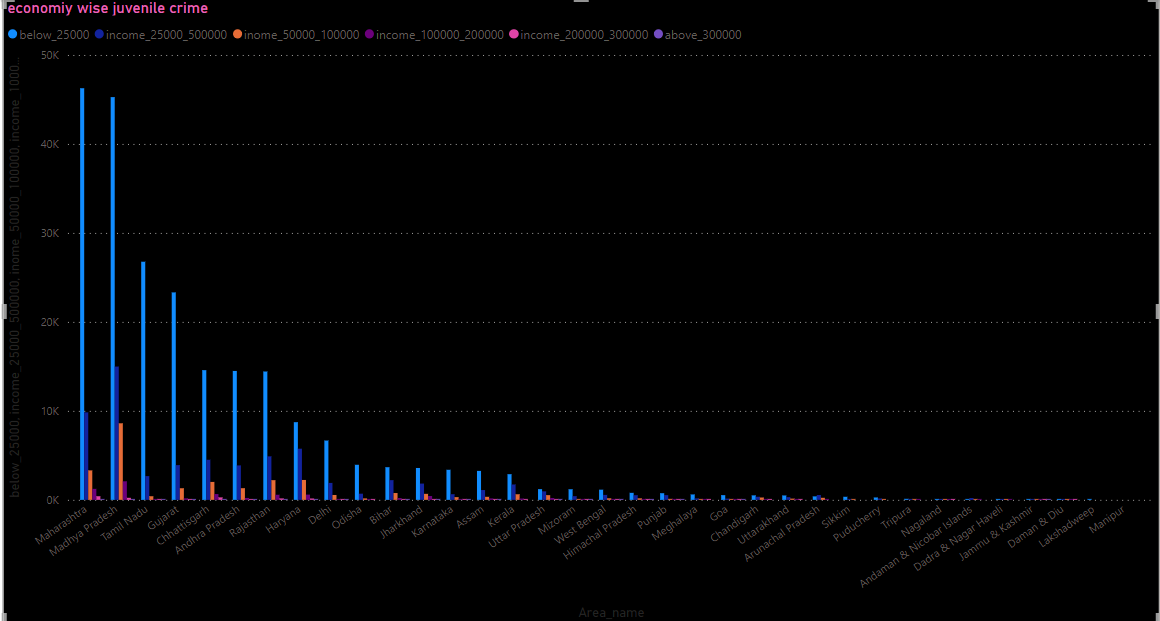 economiy wise juvenile crime
below_25000 income_25000_500000 inome_50000_100000 income_100000_200000 income_200000_300000 above_300000
50K
40K
30K
20K
10K
0K
below_25000, income_25000_500000, inome_50000_100000, income_1000...
Maharashtra
Madhya Pradesh
Tamil Nadu
Gujarat
Chhattisgarh
Andhra Pradesh
Rajasthan
Haryana
Delhi
Odisha
Bihar
Jharkhand
Karnataka
Assam
Kerala
Uttar Pradesh
Mizoram
West Bengal
Himachal Pradesh
Punjab
Meghalaya
Goa
Chandigarh
Uttarakhand
Arunachal Pradesh
Sikkim
Puducherry
Tripura
Nagaland
Andaman & Nicobar Islands
Dadra & Nagar Haveli
Jammu & Kashmir
Daman & Diu
Lakshadweep
Manipur
Area_name